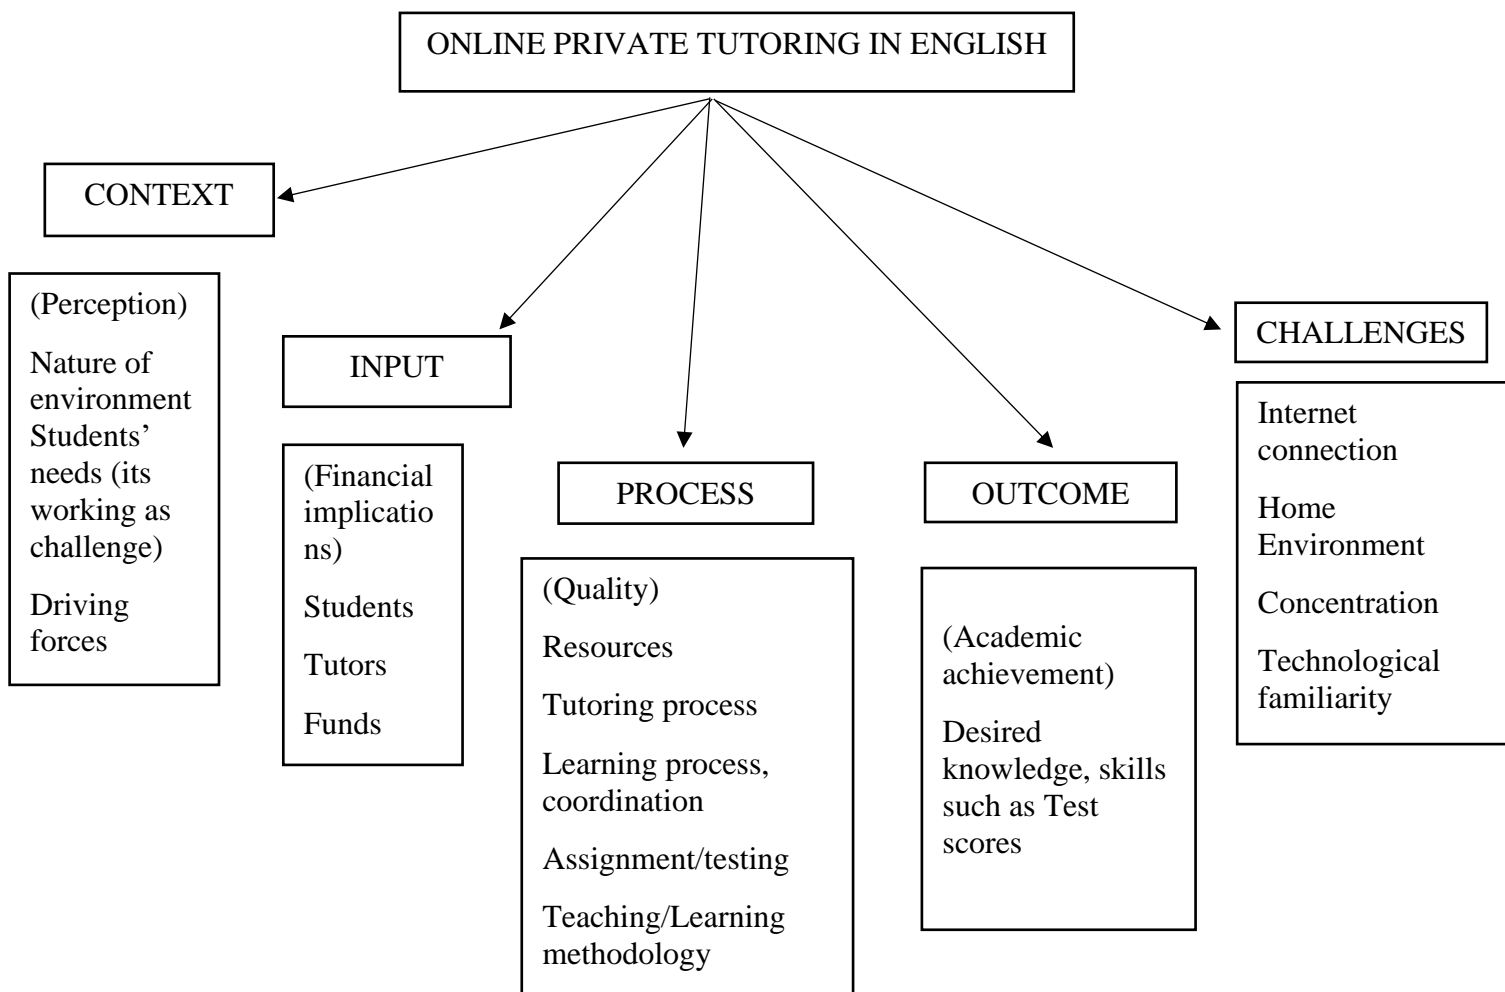 ONLINE PRIVATE TUTORING IN ENGLISH
CONTEXT
(Perception)
Nature of
environment
Students’
needs (its
working as
challenge)
Driving
forces
INPUT
(Financial
implicatio
ns)
Students
Tutors
Funds
PROCESS
(Quality)
Resources
Tutoring process
Learning process,
coordination
Assignment/testing
Teaching/Learning
methodology
OUTCOME
(Academic
achievement)
Desired
knowledge, skills
such as Test
scores
CHALLENGES
Internet
connection
Home
Environment
Concentration
Technological
familiarity